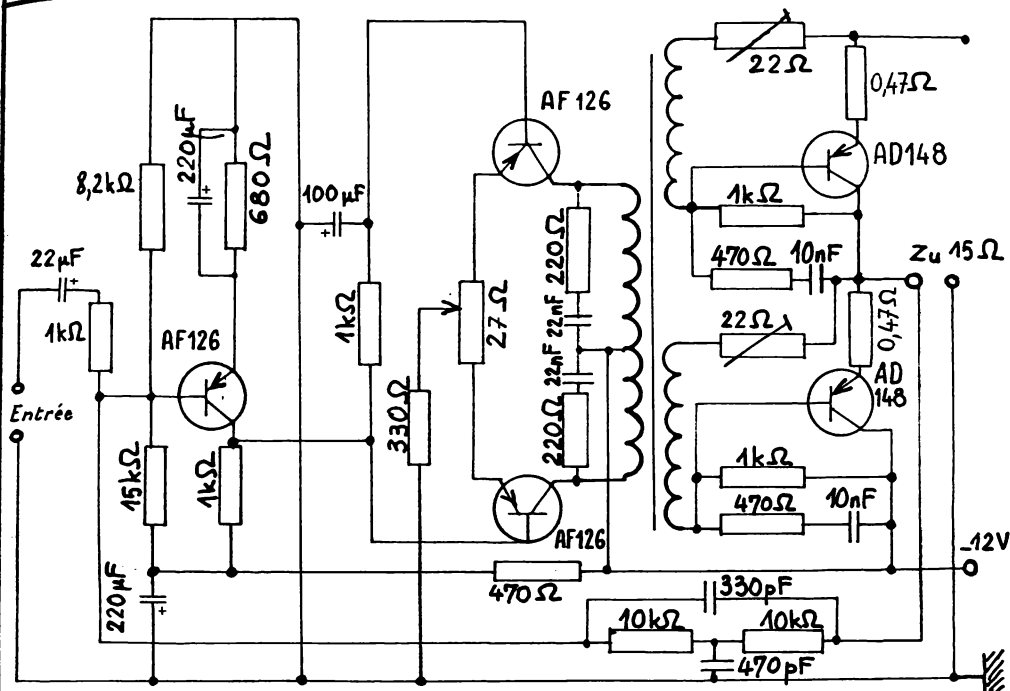 22Ω
0,47Ω
AF 126
AD148
8,2kΩ
220µF
680Ω
100µF
1kΩ
470Ω
10nF
Zu 15Ω
22µF
1kΩ
AF126
1kΩ
27Ω
220Ω
22nF
22nF
220Ω
22Ω
0,47Ω
AD
148
Entrée
330Ω
15kΩ
1kΩ
1kΩ
470Ω
10nF
AF126
-12V
470Ω
220µF
330pF
10kΩ
10kΩ
470pF